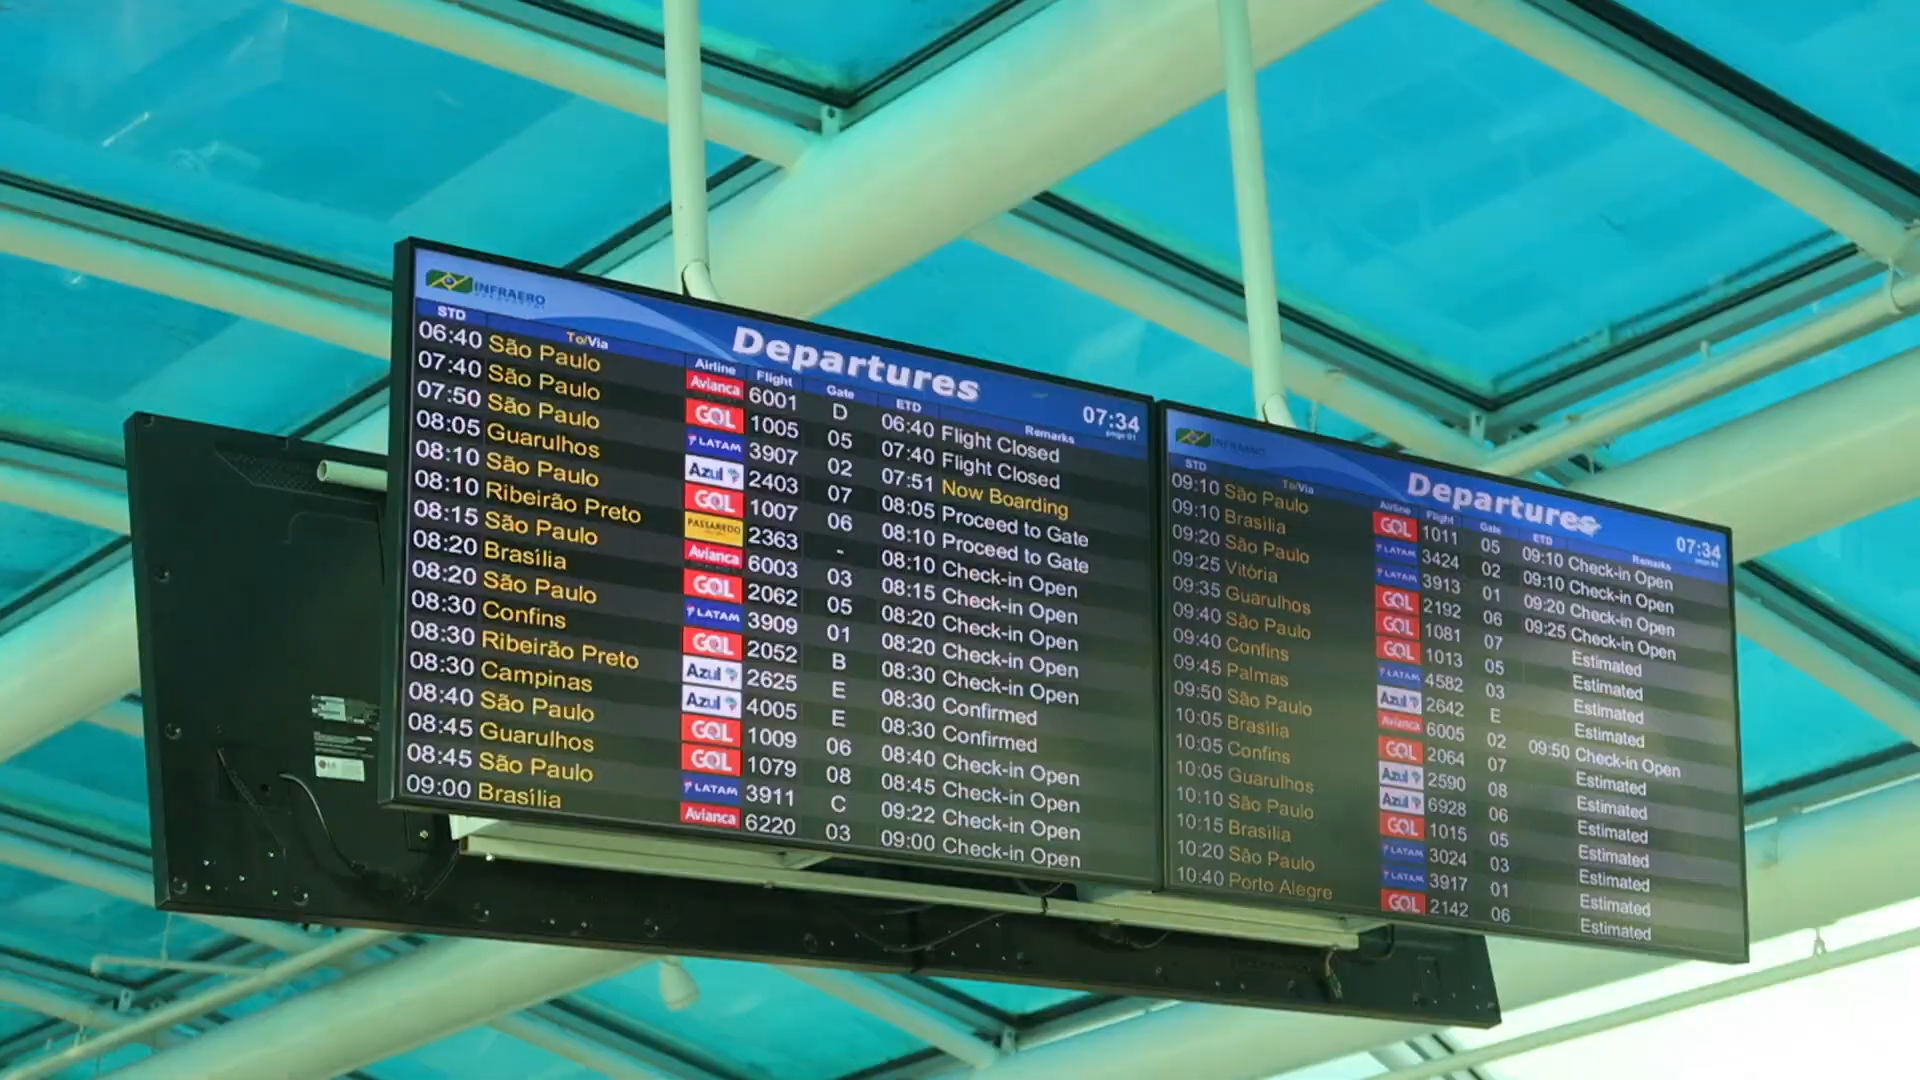 INFRAERO
Departures
07:34
page 01
STD To/Via Airline Flight Gate ETD Remarks
06:40 São Paulo Avianca 6001 D 06:40 Flight Closed
07:40 São Paulo GOL 1005 05 07:40 Flight Closed
07:50 São Paulo LATAM 3907 02 07:51 Now Boarding
08:05 Guarulhos Azul 2403 07 08:05 Proceed to Gate
08:10 São Paulo GOL 1007 06 08:10 Proceed to Gate
08:10 Ribeirão Preto PASSAREDO 2363 - 08:10 Check-in Open
08:15 São Paulo Avianca 6003 03 08:15 Check-in Open
08:20 Brasília GOL 2062 05 08:20 Check-in Open
08:20 São Paulo LATAM 3909 01 08:20 Check-in Open
08:30 Confins GOL 2052 B 08:30 Check-in Open
08:30 Ribeirão Preto Azul 2625 E 08:30 Confirmed
08:30 Campinas Azul 4005 E 08:30 Confirmed
08:40 São Paulo GOL 1009 06 08:40 Check-in Open
08:45 Guarulhos GOL 1079 08 08:45 Check-in Open
08:45 São Paulo LATAM 3911 C 09:22 Check-in Open
09:00 Brasília Avianca 6220 03 09:00 Check-in Open
INFRAERO
Departures
07:34
STD To/Via Airline Flight Gate ETD Remarks
09:10 São Paulo GOL 1011 05 09:10 Check-in Open
09:10 Brasília LATAM 3424 02 09:10 Check-in Open
09:20 São Paulo LATAM 3913 01 09:20 Check-in Open
09:25 Vitória GOL 2192 06 09:25 Check-in Open
09:35 Guarulhos GOL 1081 07 Estimated
09:40 São Paulo GOL 1013 05 Estimated
09:40 Confins LATAM 4582 03 Estimated
09:45 Palmas Azul 2642 E Estimated
09:50 São Paulo Avianca 6005 02 09:50 Check-in Open
10:05 Brasília GOL 2064 07 Estimated
10:05 Confins Azul 2590 08 Estimated
10:05 Guarulhos Azul 6928 06 Estimated
10:10 São Paulo GOL 1015 05 Estimated
10:15 Brasília LATAM 3024 03 Estimated
10:20 São Paulo LATAM 3917 01 Estimated
10:40 Porto Alegre GOL 2142 06 Estimated
LG